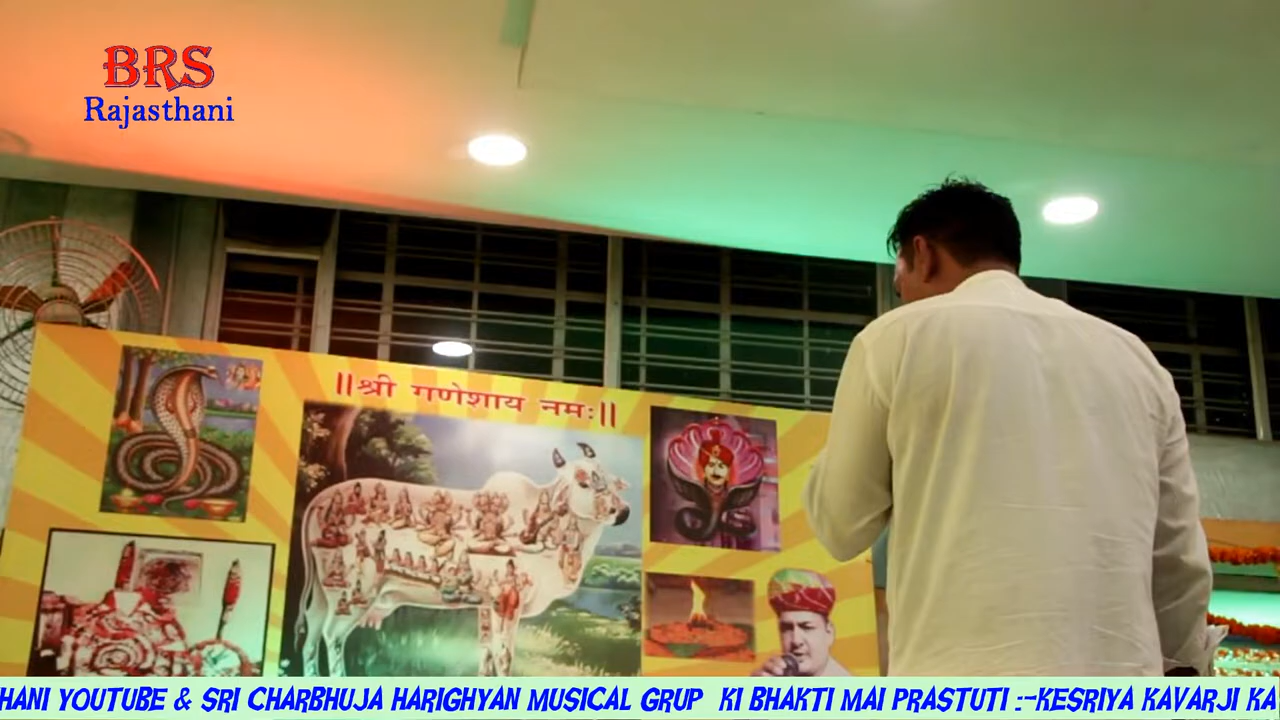 BRS
Rajasthani
||श्री गणेशाय नमः||
HANI YOUTUBE & SRI CHARBHUJA HARIGHYAN MUSICAL GRUP KI BHAKTI MAI PRASTUTI :-KESRIYA KAVARJI KA